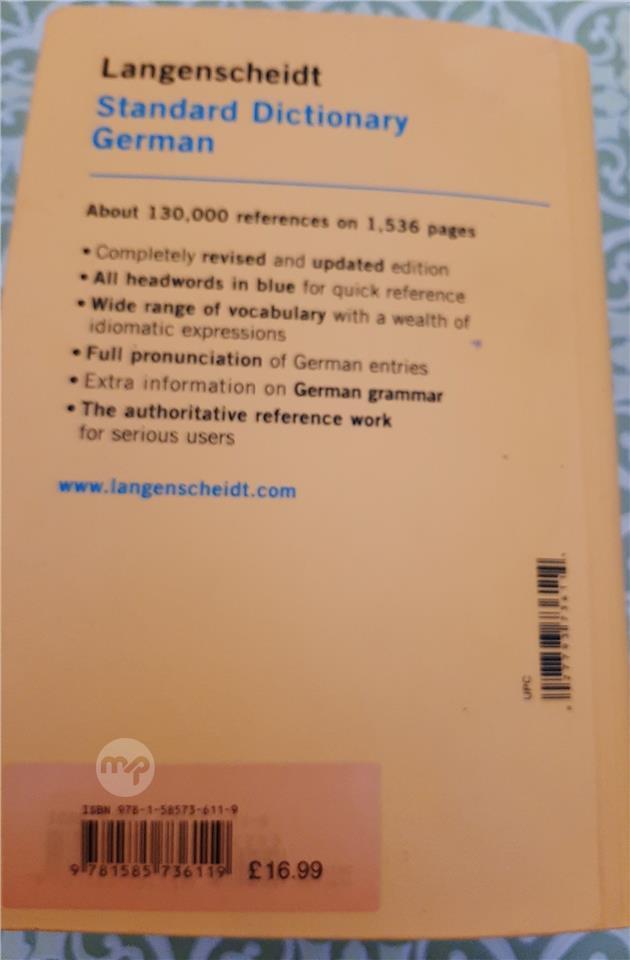 Langenscheidt
Standard Dictionary
German
About 130,000 references on 1,536 pages
• Completely revised and updated edition
• All headwords in blue for quick reference
• Wide range of vocabulary with a wealth of
idiomatic expressions
• Full pronunciation of German entries
• Extra information on German grammar
• The authoritative reference work
for serious users
www.langenscheidt.com
UPC
mp
ISBN 978-1-58573-611-9
9 781585 736119
£16.99